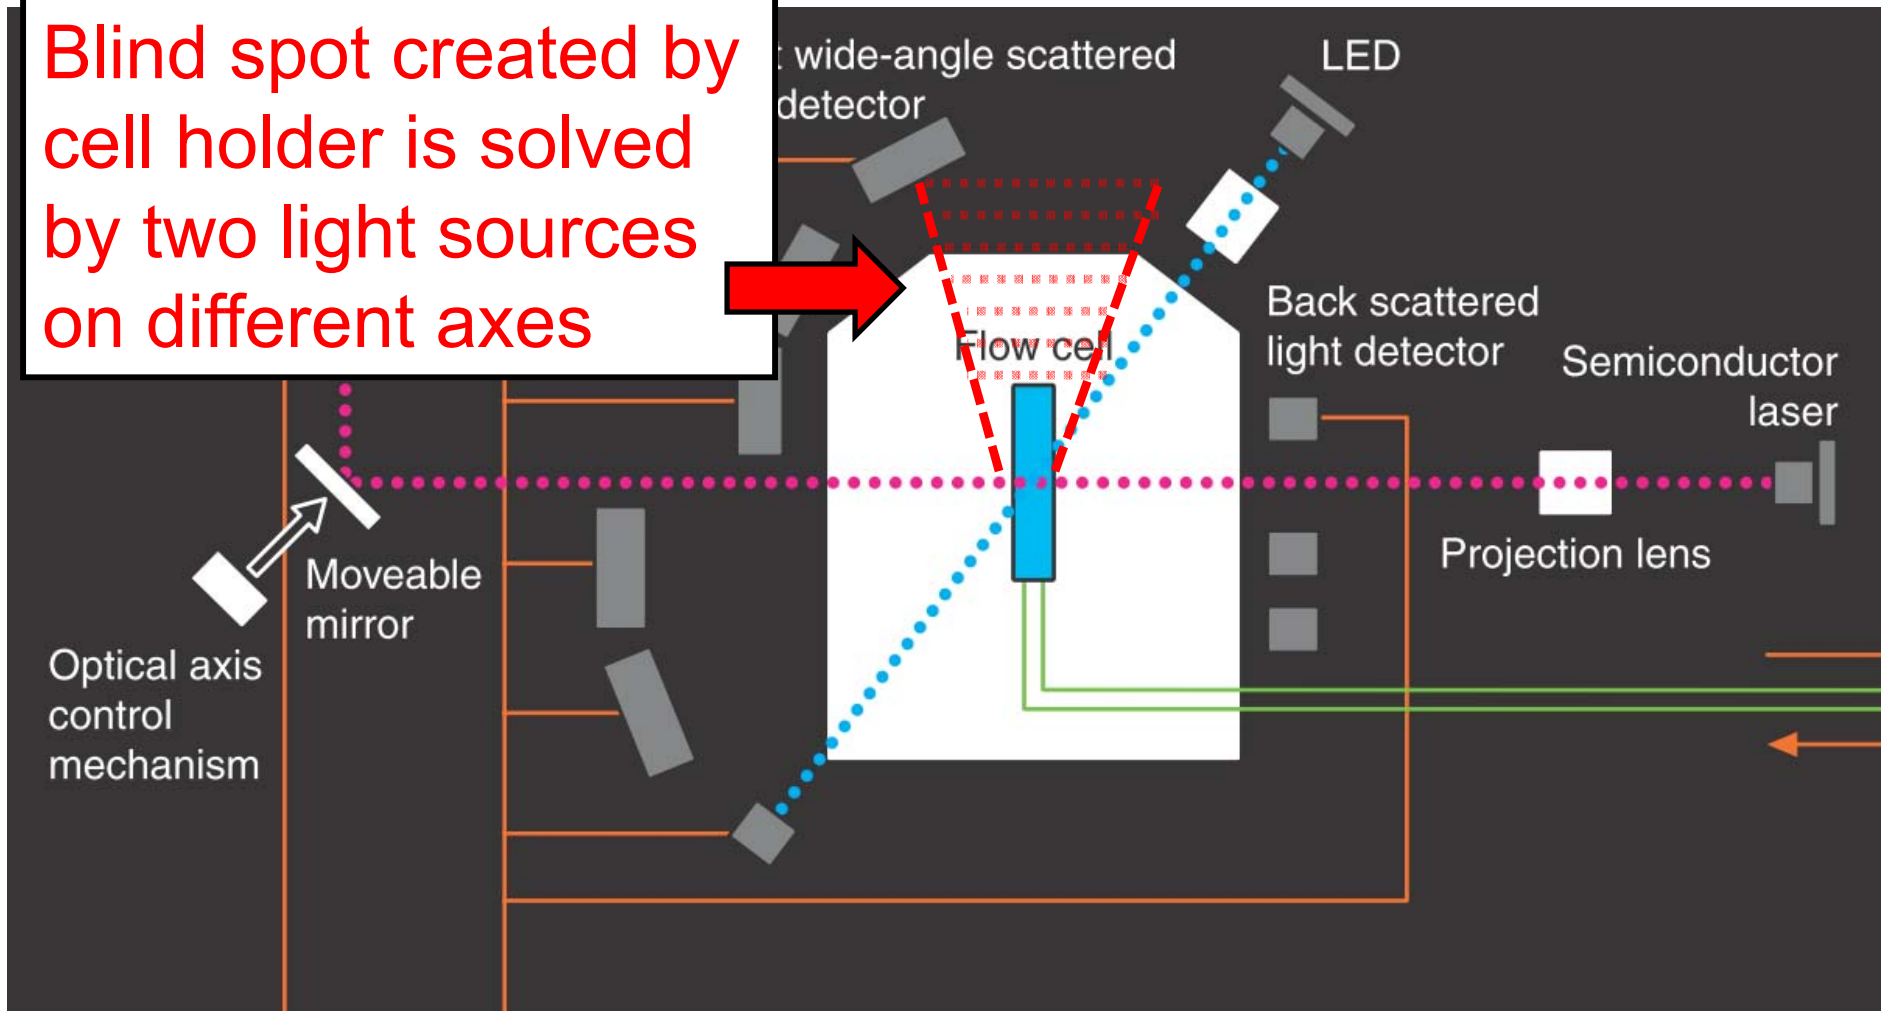 Blind spot created by
cell holder is solved
by two light sources
on different axes
wide-angle scattered
detector
LED
Flow cell
Back scattered
light detector
Semiconductor
laser
Projection lens
Moveable
mirror
Optical axis
control
mechanism